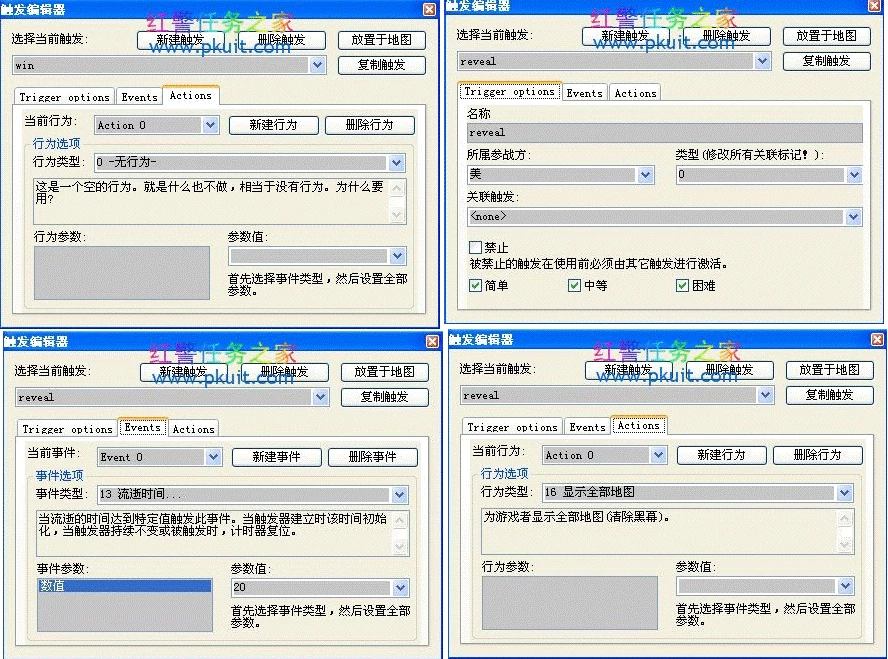 触发编辑器
红警任务之家
www.pkuit.com
选择当前触发:
新建触发
删除触发
放置于地图
win
复制触发
Trigger options
Events
Actions
当前行为:
Action 0
新建行为
删除行为
行为选项
行为类型:
0 -无行为-
这是一个空的行为。就是什么也不做,相当于没有行为。为什么要
用?
行为参数:
参数值:
首先选择事件类型,然后设置全部
参数。
触发编辑器
红警任务之家
www.pkuit.com
选择当前触发:
新建触发
删除触发
放置于地图
reveal
复制触发
Trigger options
Events
Actions
名称
reveal
所属参战方:
类型(修改所有关联标记!):
美
0
关联触发:
<none>
禁止
被禁止的触发在使用前必须由其它触发进行激活。
简单
中等
困难
触发编辑器
红警任务之家
www.pkuit.com
选择当前触发:
新建触发
删除触发
放置于地图
reveal
复制触发
Trigger options
Events
Actions
当前事件:
Event 0
新建事件
删除事件
事件选项
事件类型:
13 流逝时间...
当流逝的时间达到特定值触发此事件。当触发器建立时该时间初始
化,当触发器持续不变或被触发时,计时器复位。
事件参数:
参数值:
数值
20
首先选择事件类型,然后设置全部
参数。
触发编辑器
红警任务之家
www.pkuit.com
选择当前触发:
新建触发
删除触发
放置于地图
reveal
复制触发
Trigger options
Events
Actions
当前行为:
Action 0
新建行为
删除行为
行为选项
行为类型:
16 显示全部地图
为游戏者显示全部地图(清除黑幕)。
行为参数:
参数值:
首先选择事件类型,然后设置全部
参数。